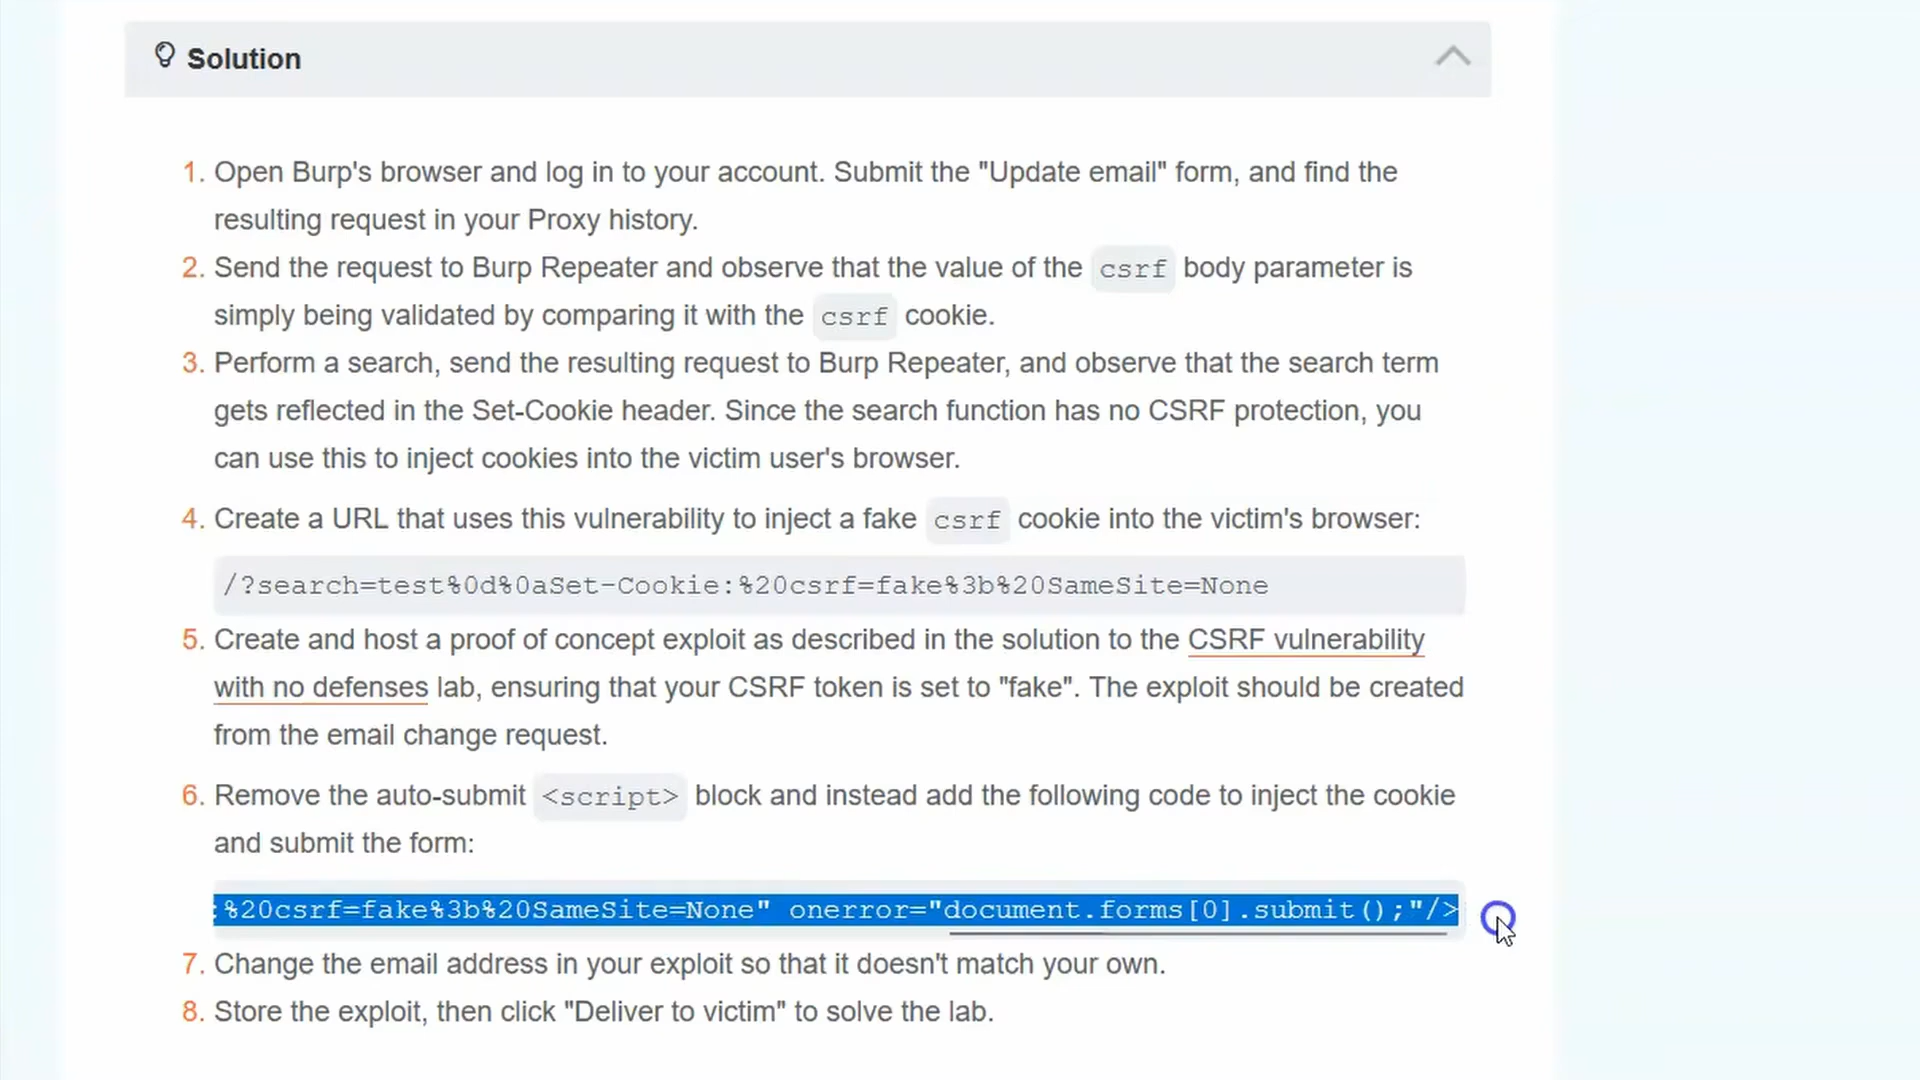 Solution
1. Open Burp's browser and log in to your account. Submit the "Update email" form, and find the
resulting request in your Proxy history.
2. Send the request to Burp Repeater and observe that the value of the csrf body parameter is
simply being validated by comparing it with the csrf cookie.
3. Perform a search, send the resulting request to Burp Repeater, and observe that the search term
gets reflected in the Set-Cookie header. Since the search function has no CSRF protection, you
can use this to inject cookies into the victim user's browser.
4. Create a URL that uses this vulnerability to inject a fake csrf cookie into the victim's browser:
/?search=test%0d%0aSet-Cookie:%20csrf=fake%3b%20SameSite=None
5. Create and host a proof of concept exploit as described in the solution to the CSRF vulnerability
with no defenses lab, ensuring that your CSRF token is set to "fake". The exploit should be created
from the email change request.
6. Remove the auto-submit <script> block and instead add the following code to inject the cookie
and submit the form:
:%20csrf=fake%3b%20SameSite=None" onerror="document.forms[0].submit();"/>
7. Change the email address in your exploit so that it doesn't match your own.
8. Store the exploit, then click "Deliver to victim" to solve the lab.